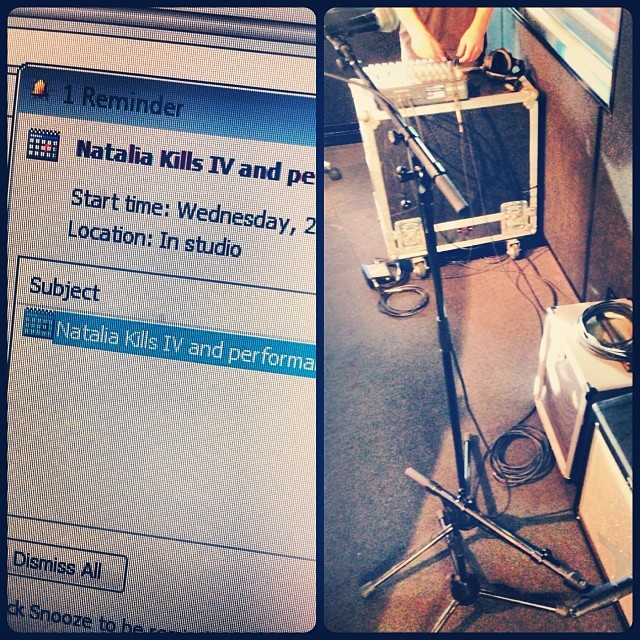 1 Reminder
Natalia Kills IV and pe
Start time: Wednesday, 2
Location: In studio
Subject
Natalia Kills IV and performa
Dismiss All
ck Snooze to be re